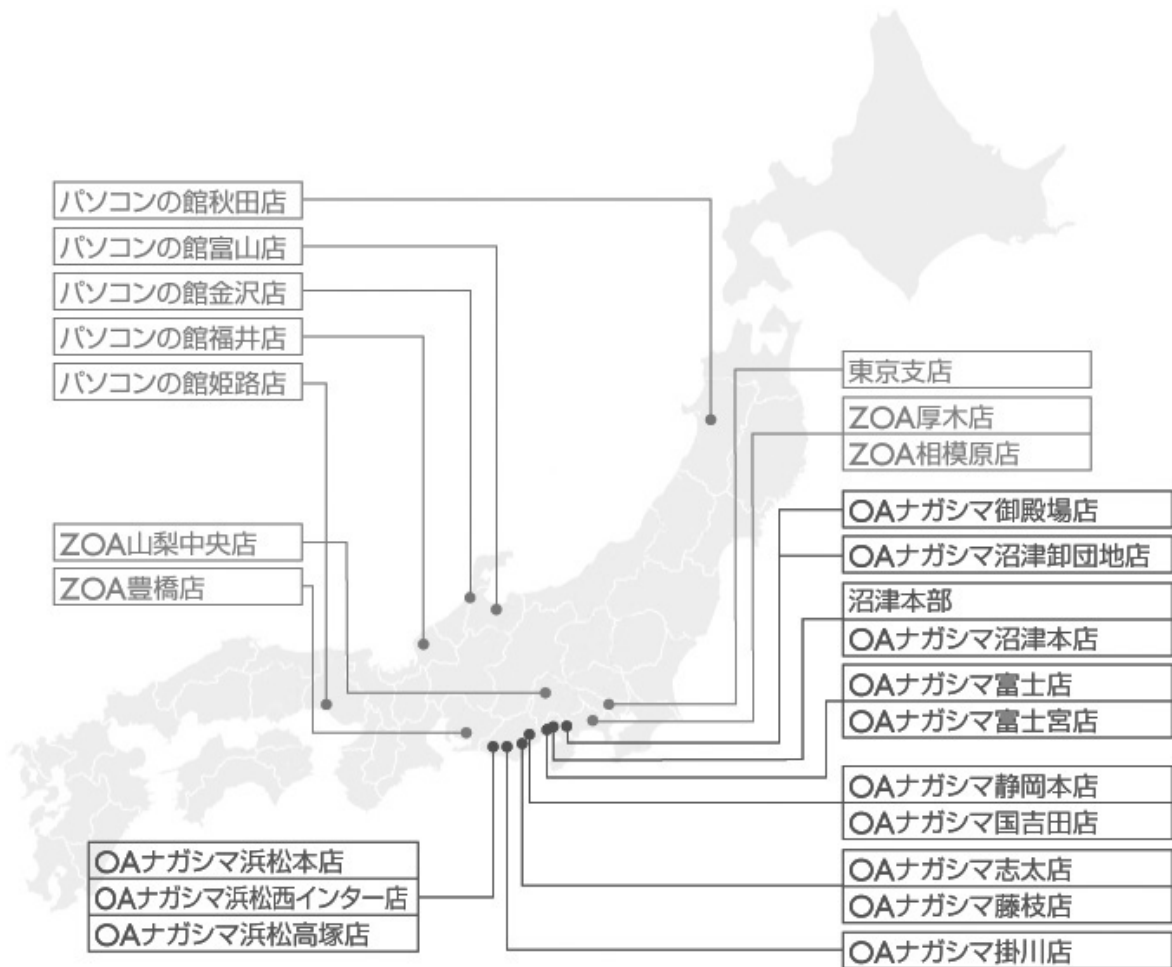 パソコンの館秋田店
パソコンの館富山店
パソコンの館金沢店
パソコンの館福井店
パソコンの館姫路店
ZOA山梨中央店
ZOA豊橋店
OAナガシマ浜松本店
OAナガシマ浜松西インター店
OAナガシマ浜松高塚店
東京支店
ZOA厚木店
ZOA相模原店
OAナガシマ御殿場店
OAナガシマ沼津卸団地店
沼津本部
OAナガシマ沼津本店
OAナガシマ富士店
OAナガシマ富士宮店
OAナガシマ静岡本店
OAナガシマ国吉田店
OAナガシマ志太店
OAナガシマ藤枝店
OAナガシマ掛川店